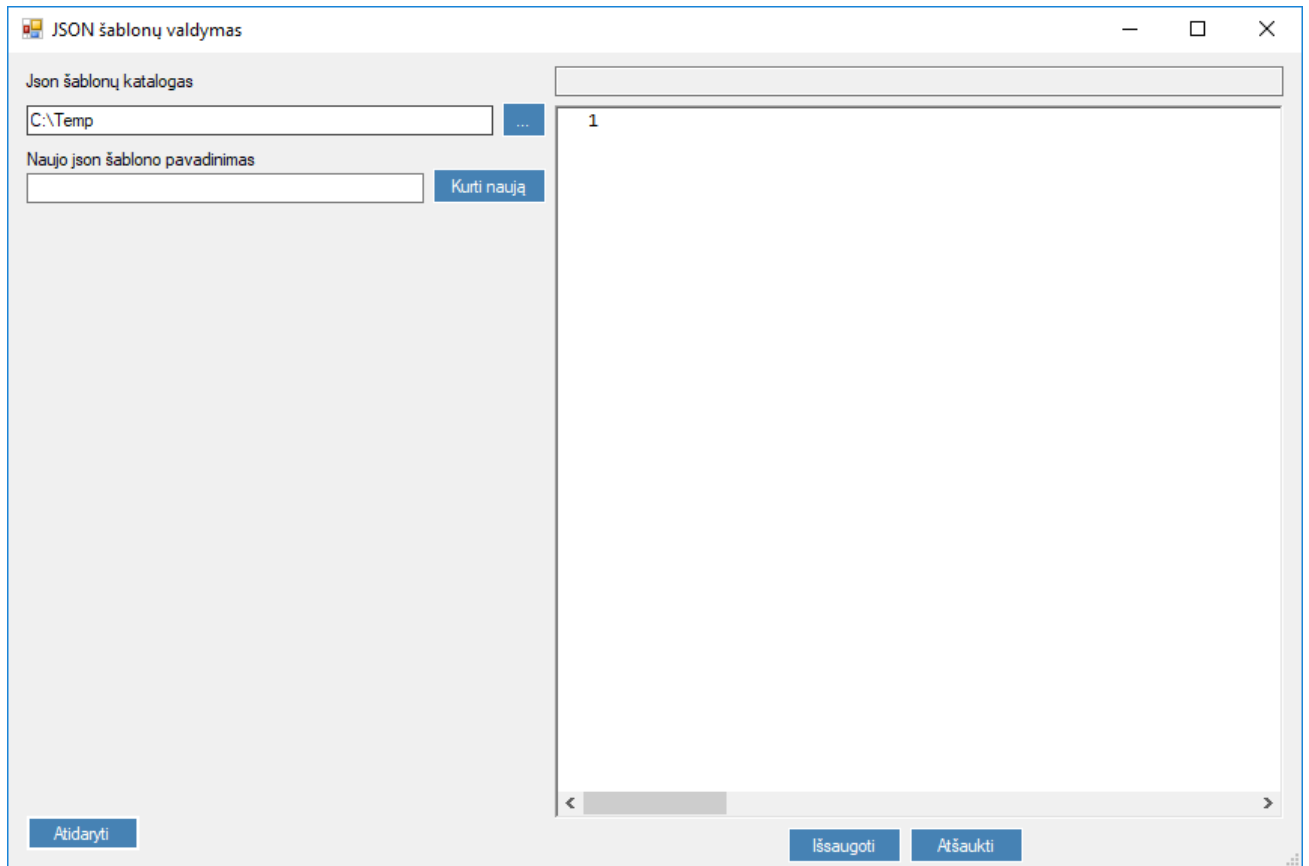 JSON šablonų valdymas
Json šablonų katalogas
C:\Temp
...
Naujo json šablono pavadinimas
Kurti naują
1
Atidaryti
Išsaugoti
Atšaukti